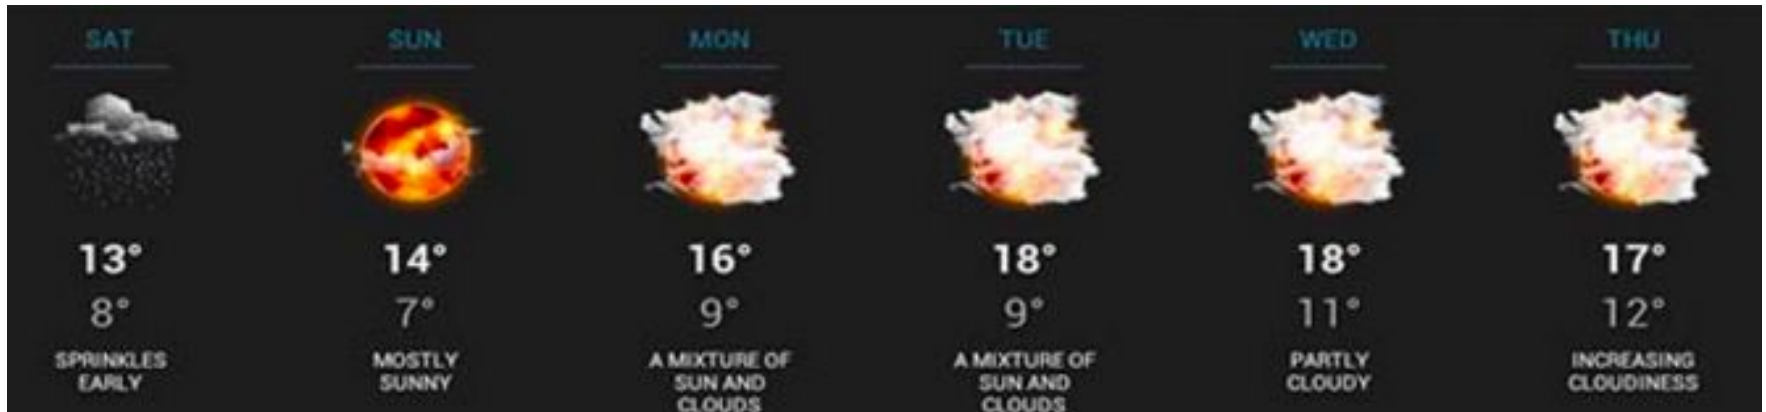 SAT
SUN
MON
TUE
WED
THU
13°
14°
16°
18°
18°
17°
8°
7°
9°
9°
11°
12°
SPRINKLES
EARLY
MOSTLY
SUNNY
A MIXTURE OF
SUN AND
CLOUDS
A MIXTURE OF
SUN AND
CLOUDS
PARTLY
CLOUDY
INCREASING
CLOUDINESS